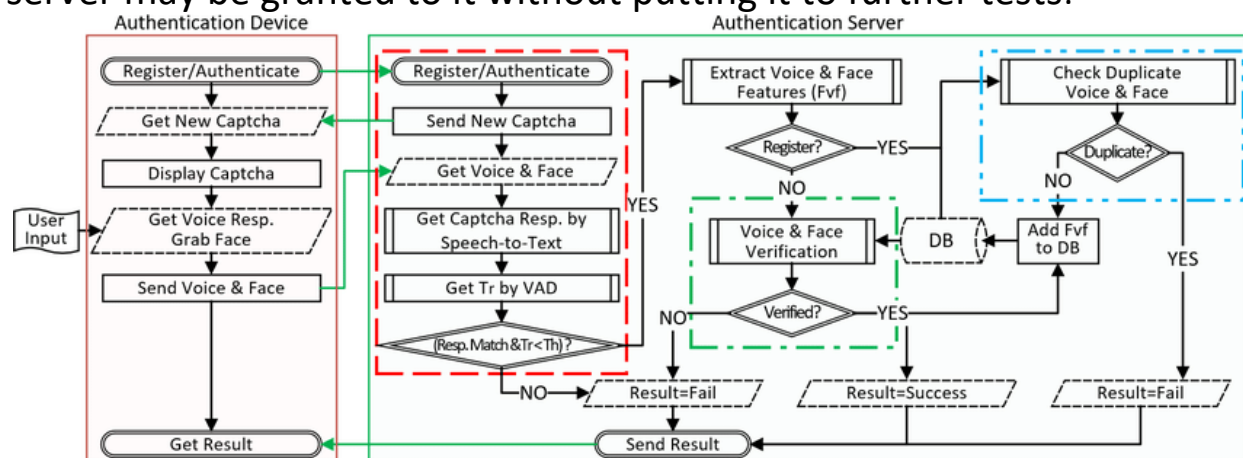 server may be granted to it without putting it to further tests.
Authentication Device
Authentication Server
Register/Authenticate
Get New Captcha
Display Captcha
User
Input
Get Voice Resp.
Grab Face
Send Voice & Face
Get Result
Register/Authenticate
Send New Captcha
Get Voice & Face
Get Captcha Resp. by
Speech-to-Text
Get Tr by VAD
(Resp. Match & Tr < Th) ?
YES
NO
Extract Voice & Face
Features (Fvf)
Register?
YES
NO
Voice & Face
Verification
Verified?
NO
YES
DB
Check Duplicate
Voice & Face
Duplicate?
NO
YES
Add Fvf
to DB
Result=Fail
Result=Success
Result=Fail
Send Result